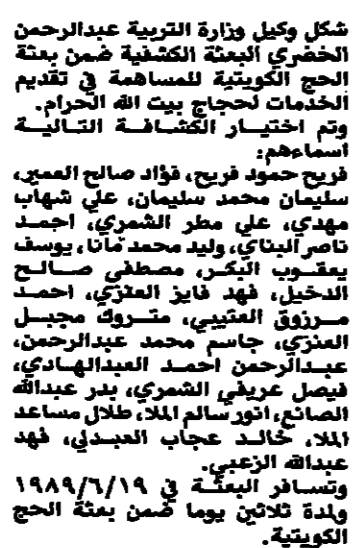 شكل وكيل وزارة التربية عبدالرحمن
الخضري البعثة الكشفية ضمن بعثة
الحج الكويتية للمساهمة في تقديم
الخدمات لحجاج بيت الله الحرام.
وتم اختيار الكشافة التالية
اسماءهم:
فريح حمود فريح، فؤاد صالح العمير،
سليمان محمد سليمان، علي شهاب
مهدي، علي مطر الشمري، احمد
ناصر البناي، وليد محمد مانا، يوسف
يعقوب البكر، مصطفي صالح
الدخيل، فهد فايز العنزي، احمد
مرزوق العتيبي، متروك مجبل
العنزي، جاسم محمد عبدالرحمن،
عبدالرحمن احمد العبدالهادي،
فيصل عريفي الشمري، بدر عبدالله
الصانع، انور سالم الملا، طلال مساعد
الملا، خالد عجاب العبدلي، فهد
عبدالله الزعبي.
وتسافر البعثة في ١٩٨٩/٦/١٩
ولمدة ثلاثين يوما ضمن بعثة الحج
الكويتية.